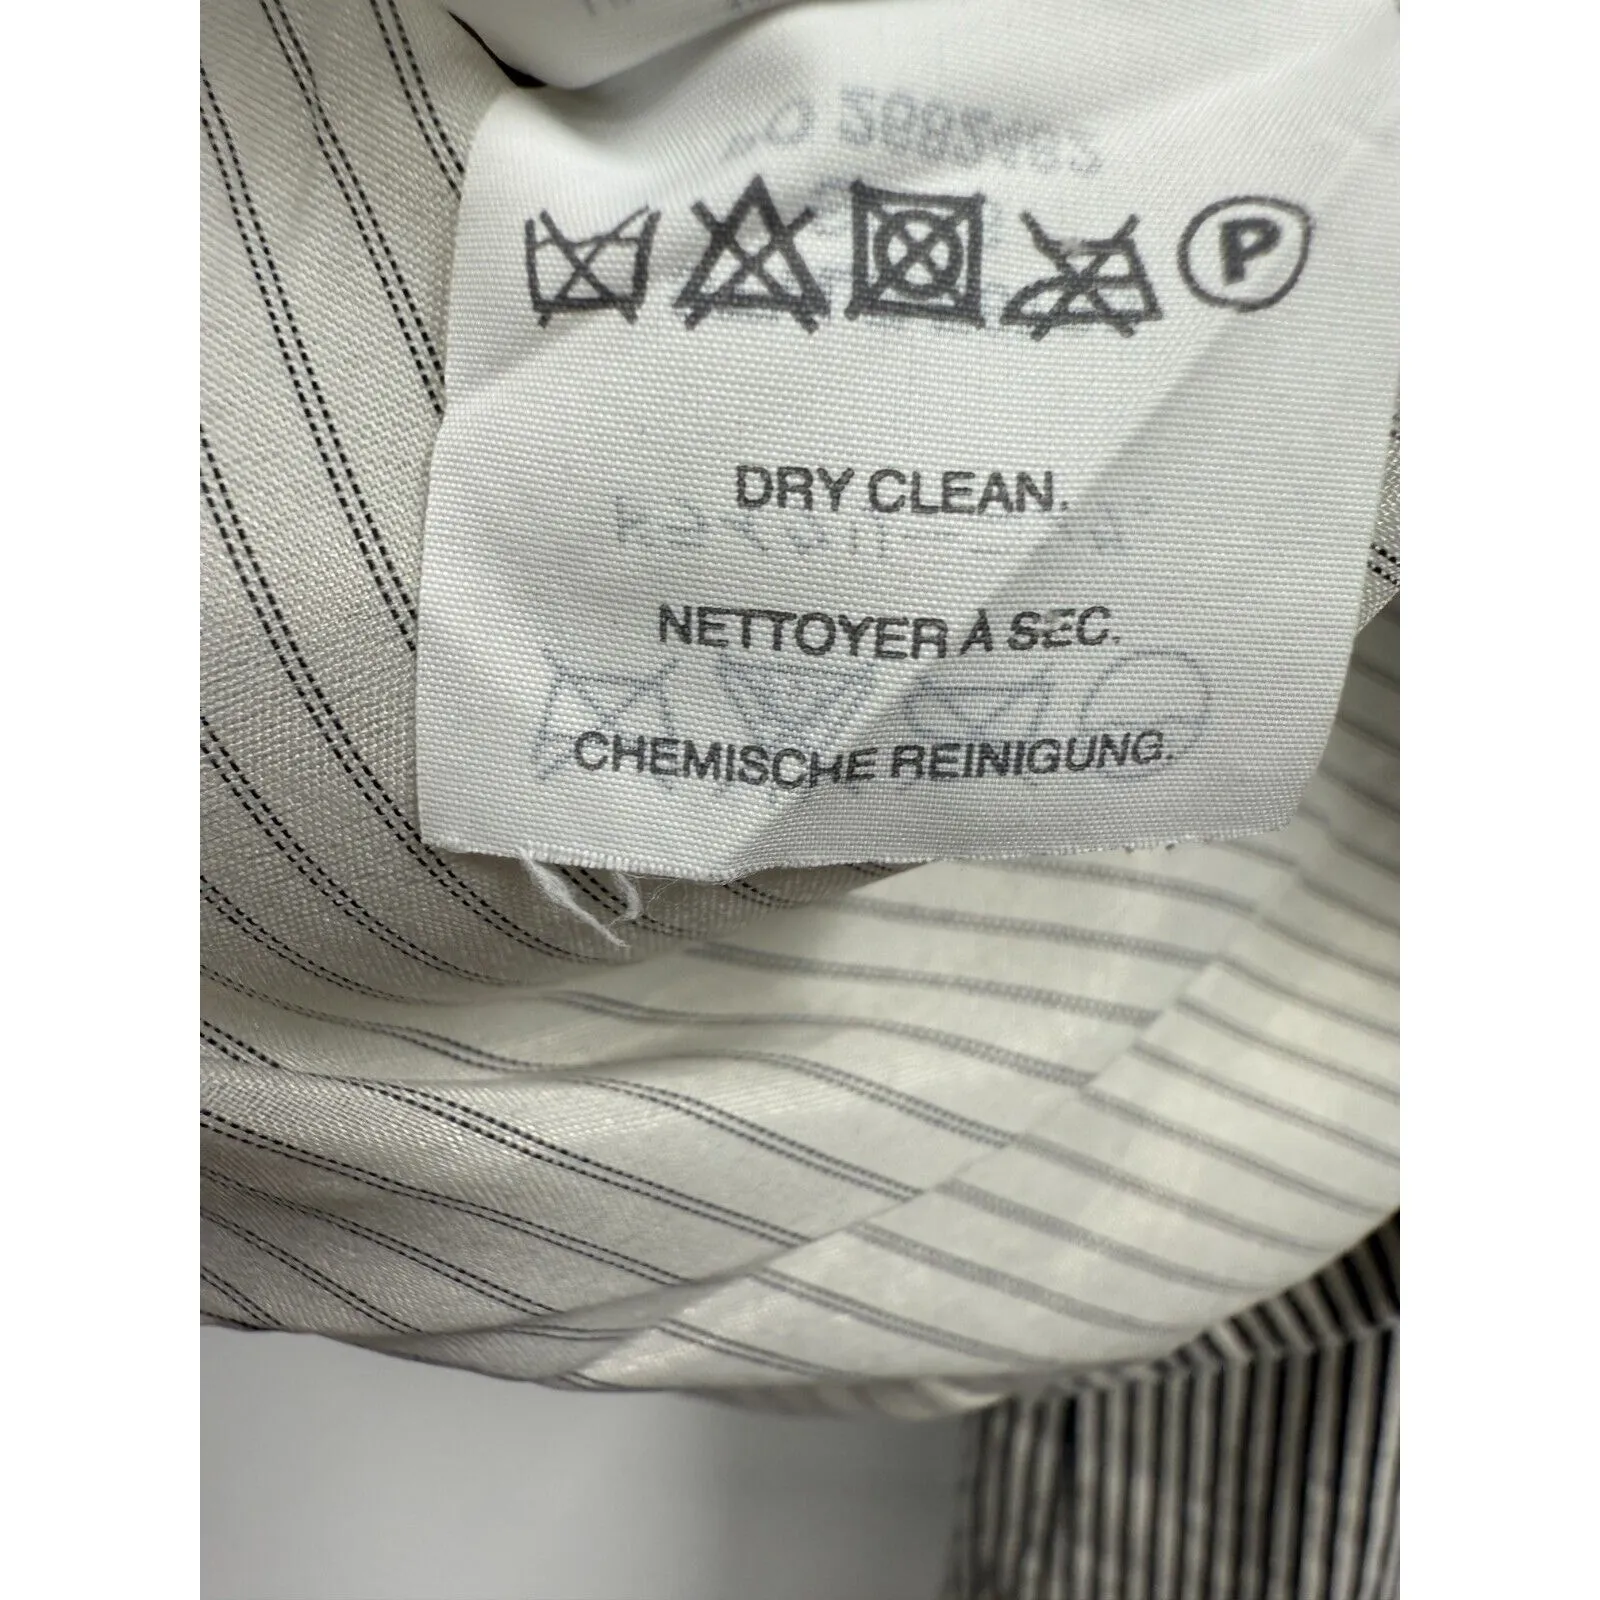 P
DRY CLEAN.
NETTOYER À SEC.
CHEMISCHE REINIGUNG.